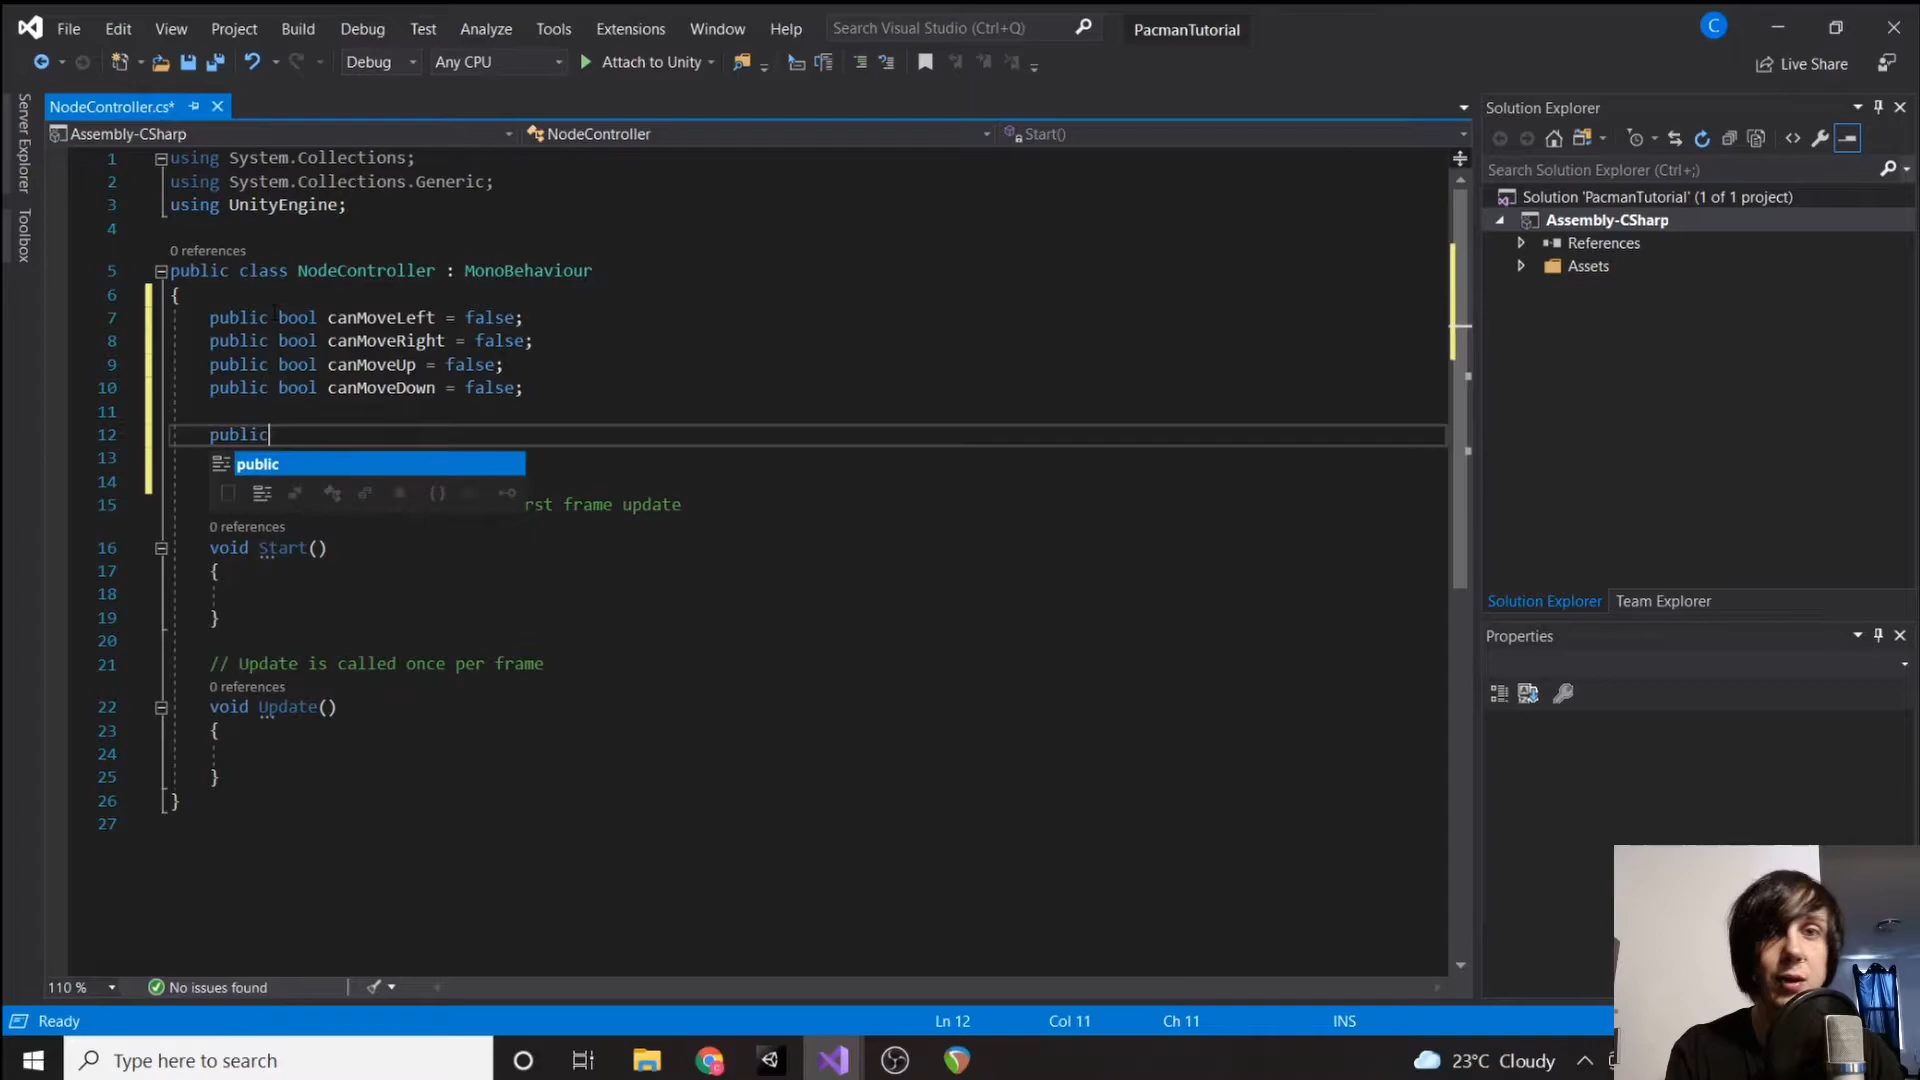 File Edit View Project Build Debug Test Analyze Tools Extensions Window Help Search Visual Studio (Ctrl+Q) PacmanTutorial C
Debug Any CPU Attach to Unity Live Share
Server Explorer
Toolbox
NodeController.cs*
Assembly-CSharp NodeController Start()
1 using System.Collections;
2 using System.Collections.Generic;
3 using UnityEngine;
4
0 references
5 public class NodeController : MonoBehaviour
6 {
7 public bool canMoveLeft = false;
8 public bool canMoveRight = false;
9 public bool canMoveUp = false;
10 public bool canMoveDown = false;
11
12 public
13 public
14
15 rst frame update
0 references
16 void Start()
17 {
18
19 }
20
21 // Update is called once per frame
0 references
22 void Update()
23 {
24
25 }
26 }
27
110 % No issues found
Solution Explorer
Search Solution Explorer (Ctrl+;)
Solution 'PacmanTutorial' (1 of 1 project)
Assembly-CSharp
References
Assets
Solution Explorer Team Explorer
Properties
Ready Ln 12 Col 11 Ch 11 INS
Type here to search 23°C Cloudy